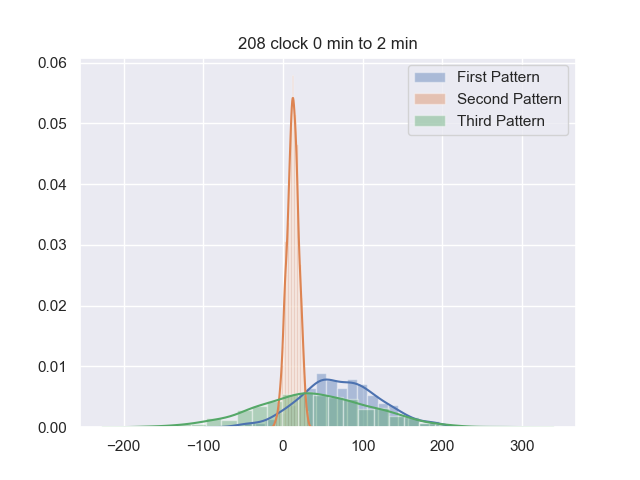 208 clock 0 min to 2 min
First Pattern
Second Pattern
Third Pattern
0.06
0.05
0.04
0.03
0.02
0.01
0.00
−200 −100 0 100 200 300